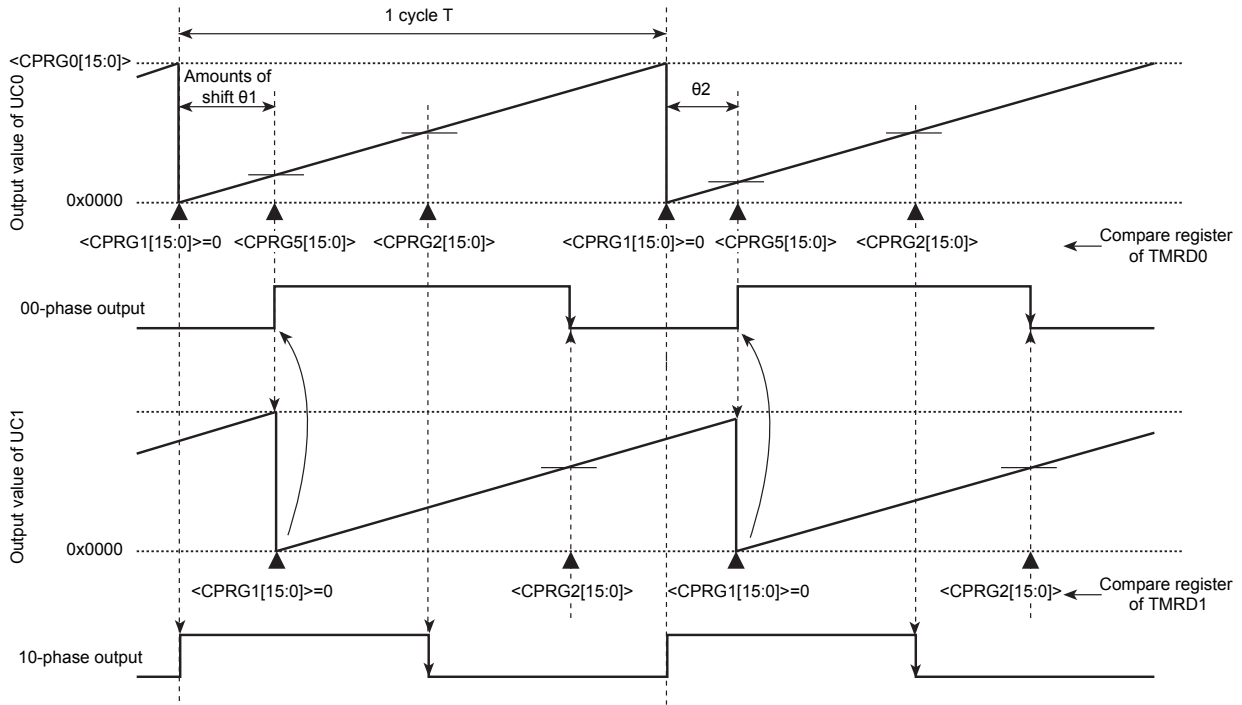 1 cycle T
<CPRG0[15:0]>
Amounts of
shift θ1
θ2
Output value of UC0
0x0000
<CPRG1[15:0]>=0
<CPRG5[15:0]>
<CPRG2[15:0]>
<CPRG1[15:0]>=0
<CPRG5[15:0]>
<CPRG2[15:0]>
Compare register
of TMRD0
00-phase output
Output value of UC1
0x0000
<CPRG1[15:0]>=0
<CPRG2[15:0]>
<CPRG1[15:0]>=0
<CPRG2[15:0]>
Compare register
of TMRD1
10-phase output